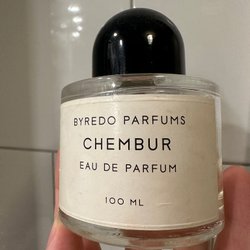 BYREDO PARFUMS
CHEMBUR
EAU DE PARFUM
100 ML